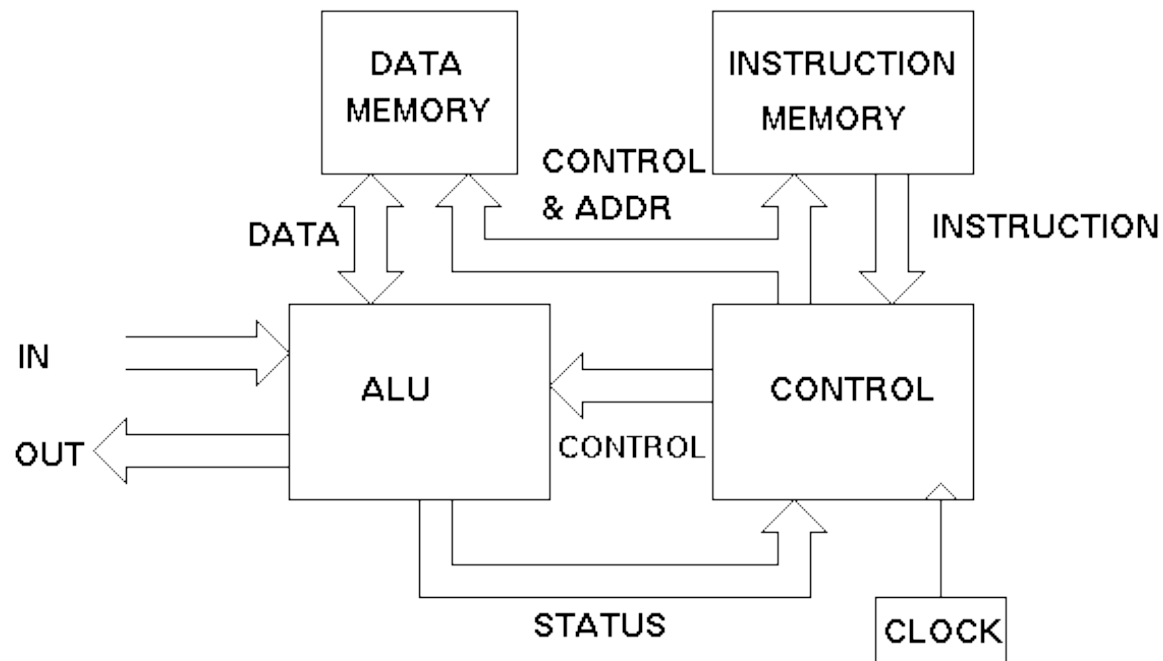 DATA
MEMORY
INSTRUCTION
MEMORY
CONTROL
& ADDR
DATA
INSTRUCTION
IN
ALU
CONTROL
OUT
CONTROL
STATUS
CLOCK